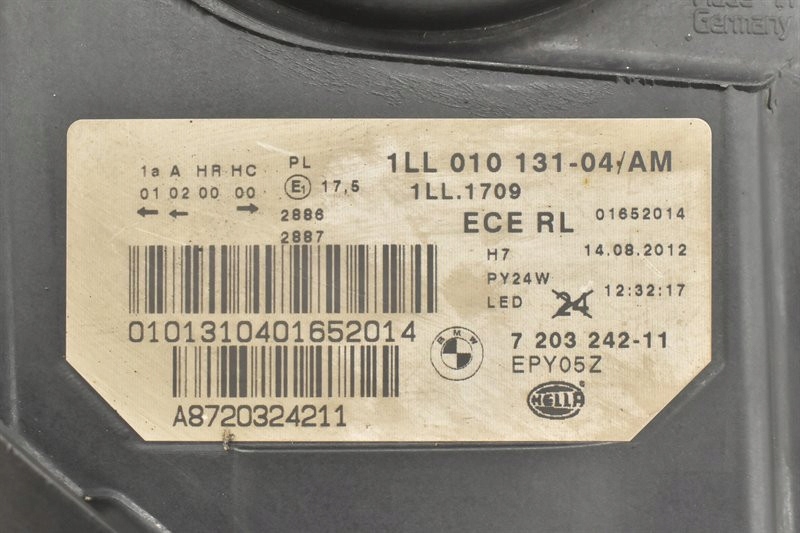 Made in
Germany
1a A HR HC
01 02 00 00
PL
E1 17,5
2886
2887
1LL 010 131-04/AM
1LL.1709
ECE RL 01652014
H7 14.08.2012
PY24W
LED 24 12:32:17
0101310401652014
BMW
7 203 242-11
EPY05Z
A8720324211
HELLA